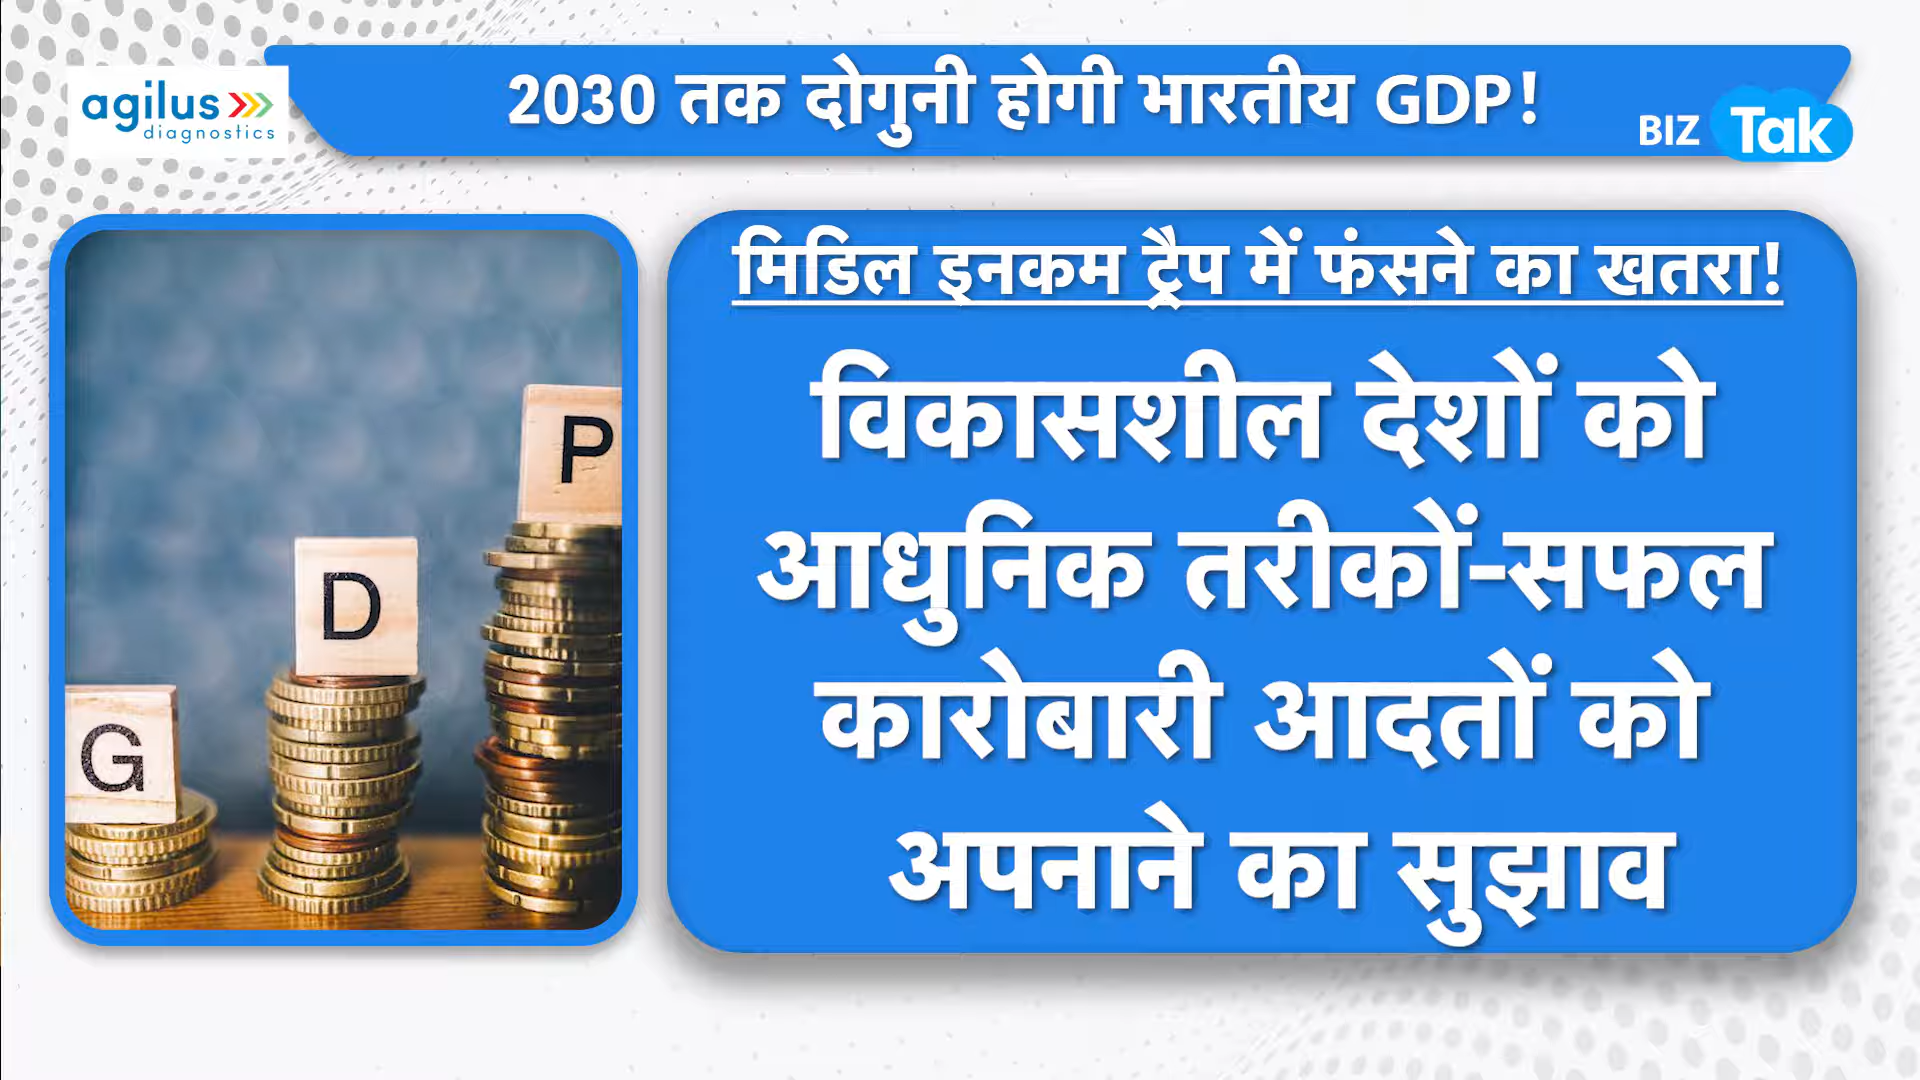 agilus
diagnostics
2030 तक दोगुनी होगी भारतीय GDP!
BIZ Tak
मिडिल इनकम ट्रैप में फंसने का खतरा!
विकासशील देशों को
आधुनिक तरीकों-सफल
कारोबारी आदतों को
अपनाने का सुझाव
G
D
P